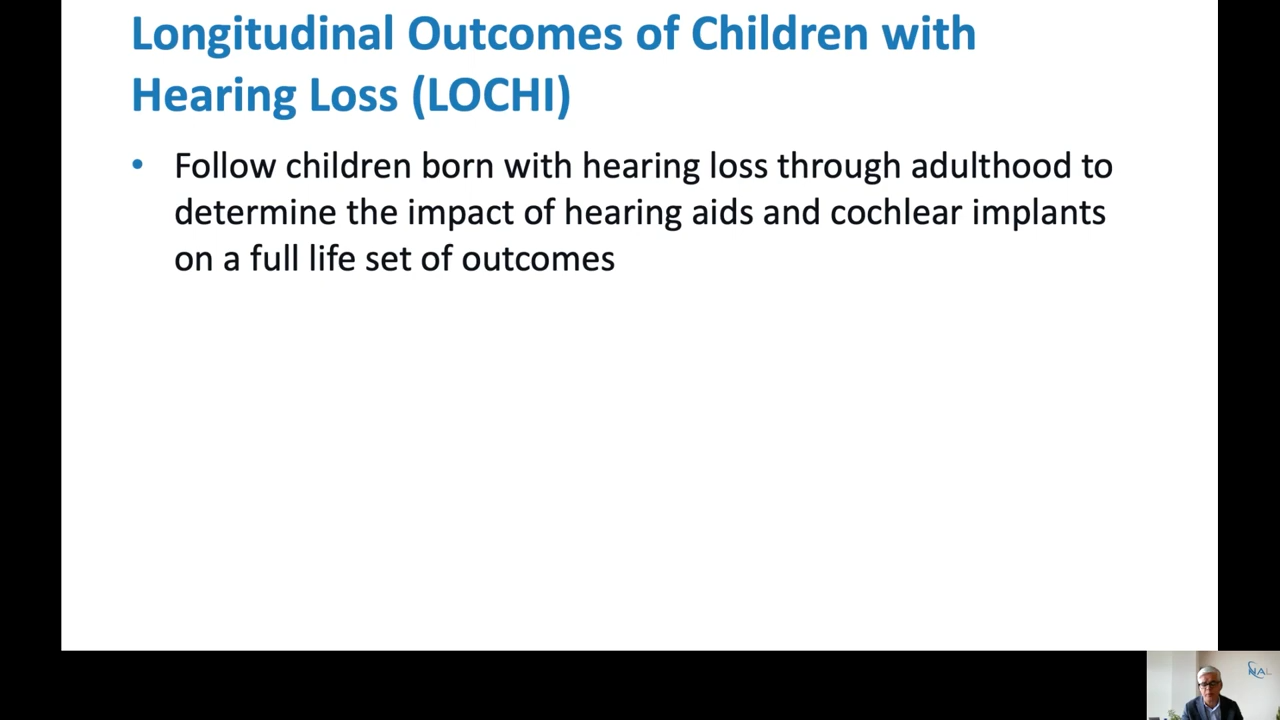 Longitudinal Outcomes of Children with
Hearing Loss (LOCHI)
• Follow children born with hearing loss through adulthood to
determine the impact of hearing aids and cochlear implants
on a full life set of outcomes
NAL